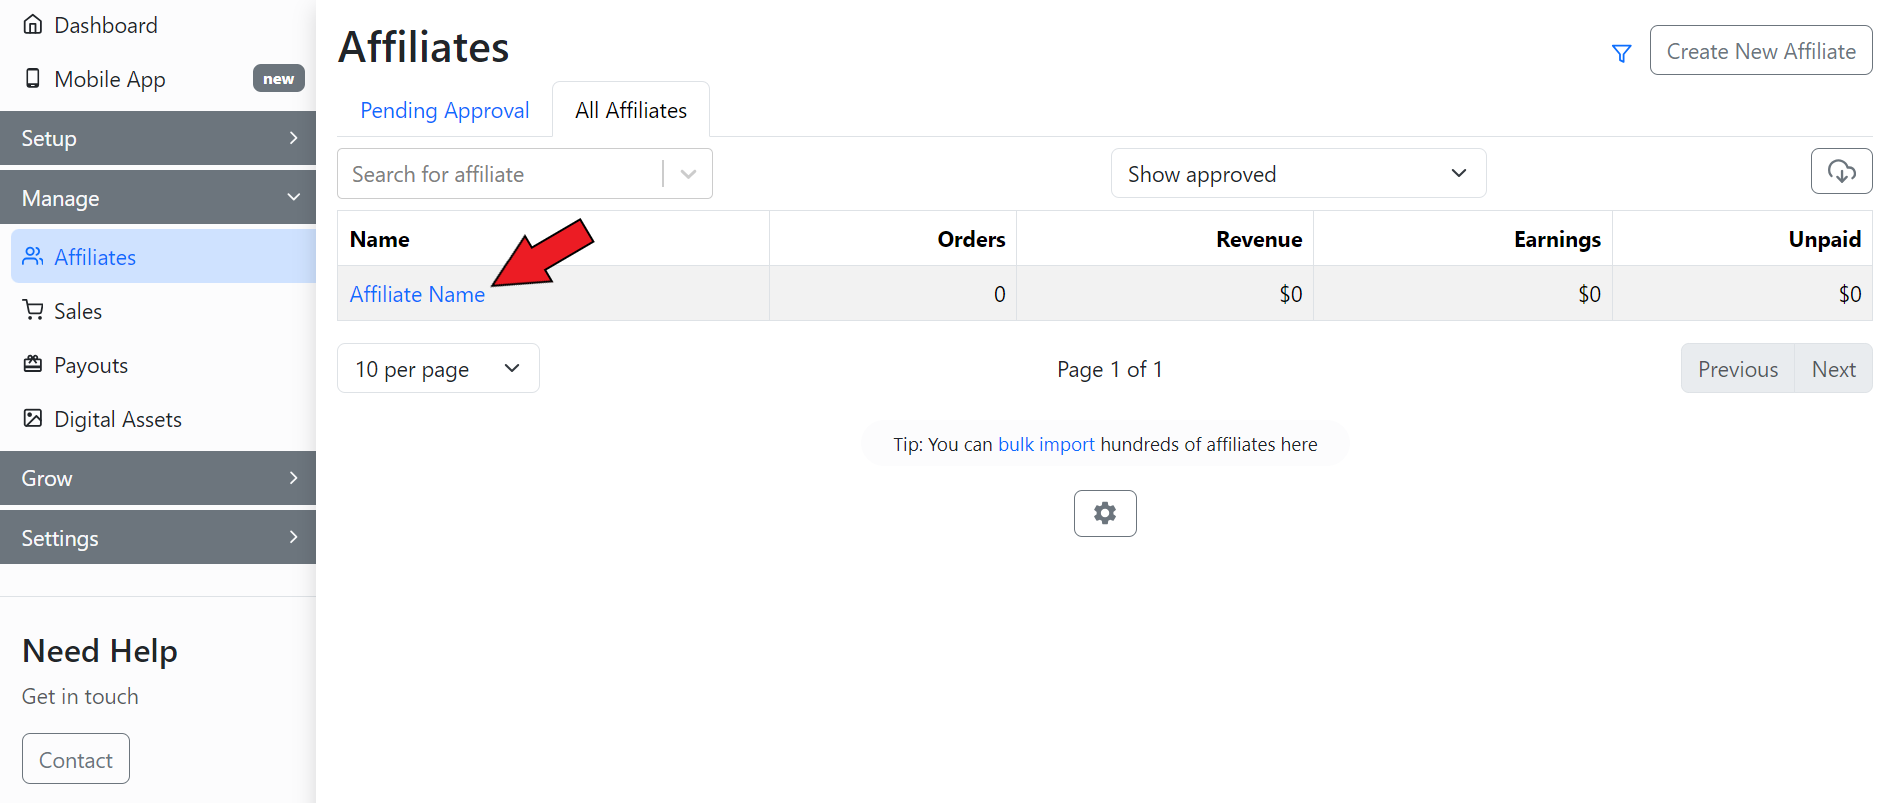 Dashboard
Mobile App new
Setup
Manage
Affiliates
Sales
Payouts
Digital Assets
Grow
Settings
Need Help
Get in touch
Contact
Affiliates
Create New Affiliate
Pending Approval All Affiliates
Search for affiliate Show approved
Name Orders Revenue Earnings Unpaid
Affiliate Name 0 $0 $0 $0
10 per page Page 1 of 1 Previous Next
Tip: You can bulk import hundreds of affiliates here